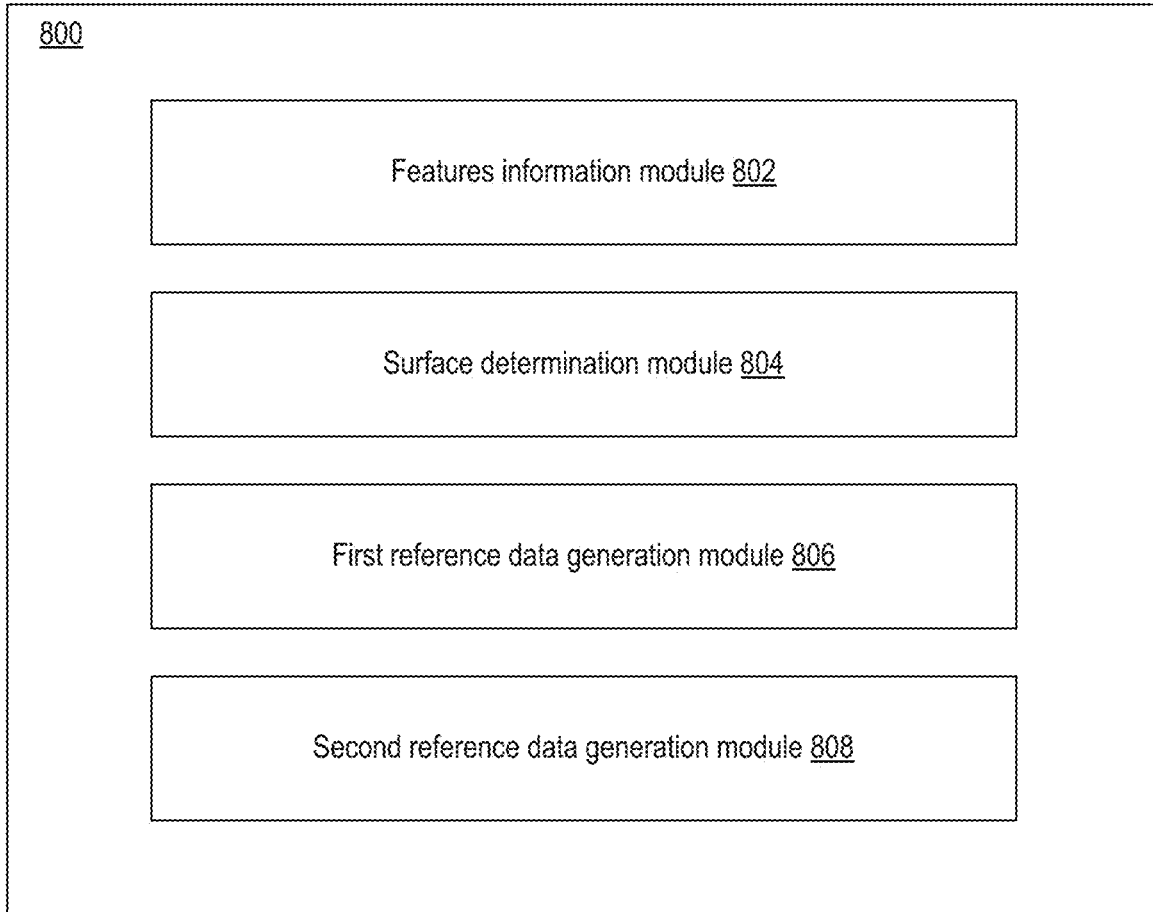 800
Features information module 802
Surface determination module 804
First reference data generation module 806
Second reference data generation module 808